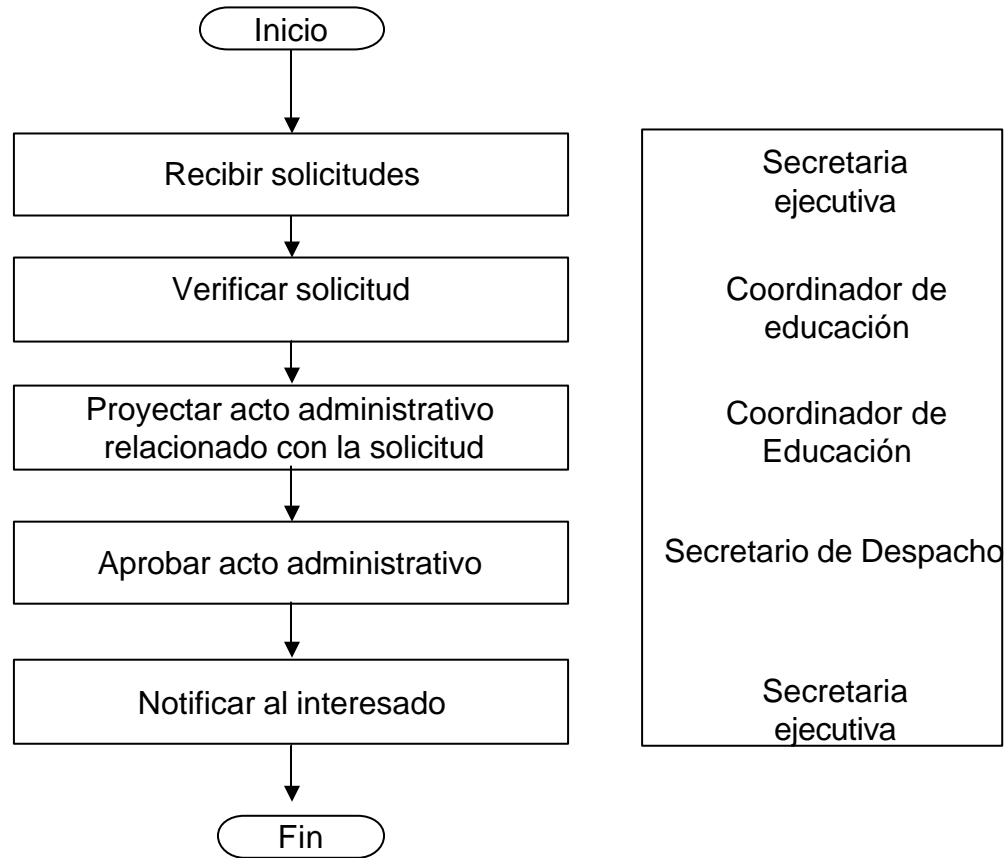 Inicio
Recibir solicitudes
Secretaria
ejecutiva
Verificar solicitud
Coordinador de
educación
Proyectar acto administrativo
relacionado con la solicitud
Coordinador de
Educación
Aprobar acto administrativo
Secretario de Despacho
Notificar al interesado
Secretaria
ejecutiva
Fin